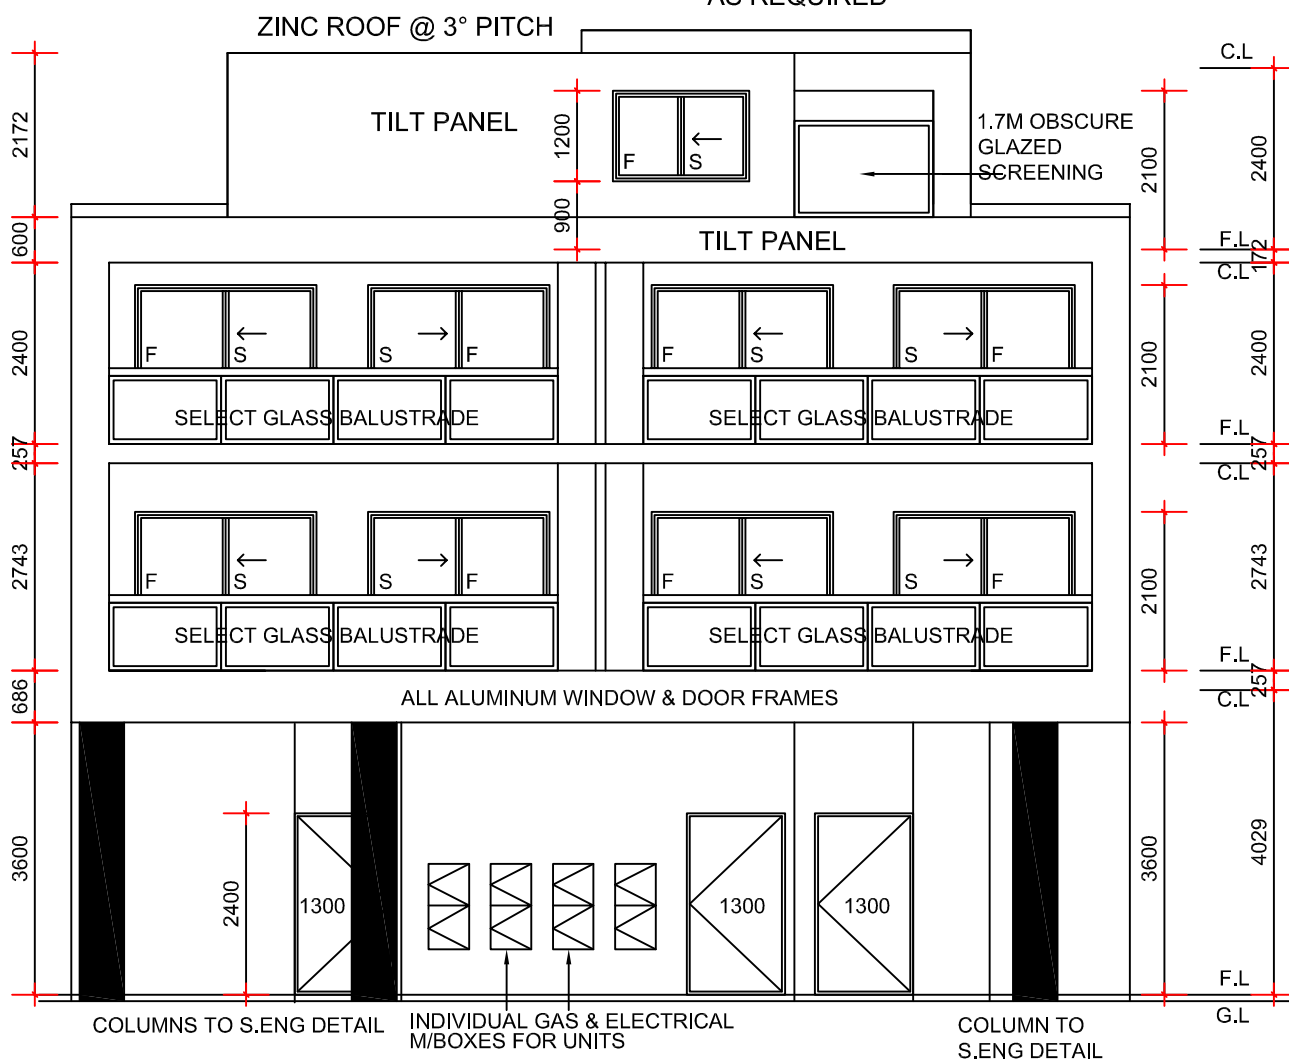 AS REQUIRED
ZINC ROOF @ 3° PITCH
C.L
TILT PANEL
1.7M OBSCURE
GLAZED
SCREENING
2172
1200
F
S
2100
2400
900
600
TILT PANEL
F.L
172
C.L
2400
F
S
S
F
F
S
S
F
2100
2400
SELECT GLASS BALUSTRADE
SELECT GLASS BALUSTRADE
F.L
257
257
C.L
2743
F
S
S
F
F
S
S
F
2100
2743
SELECT GLASS BALUSTRADE
SELECT GLASS BALUSTRADE
F.L
257
686
ALL ALUMINUM WINDOW & DOOR FRAMES
C.L
3600
2400
1300
1300
1300
3600
4029
F.L
G.L
COLUMNS TO S.ENG DETAIL
INDIVIDUAL GAS & ELECTRICAL
M/BOXES FOR UNITS
COLUMN TO
S.ENG DETAIL